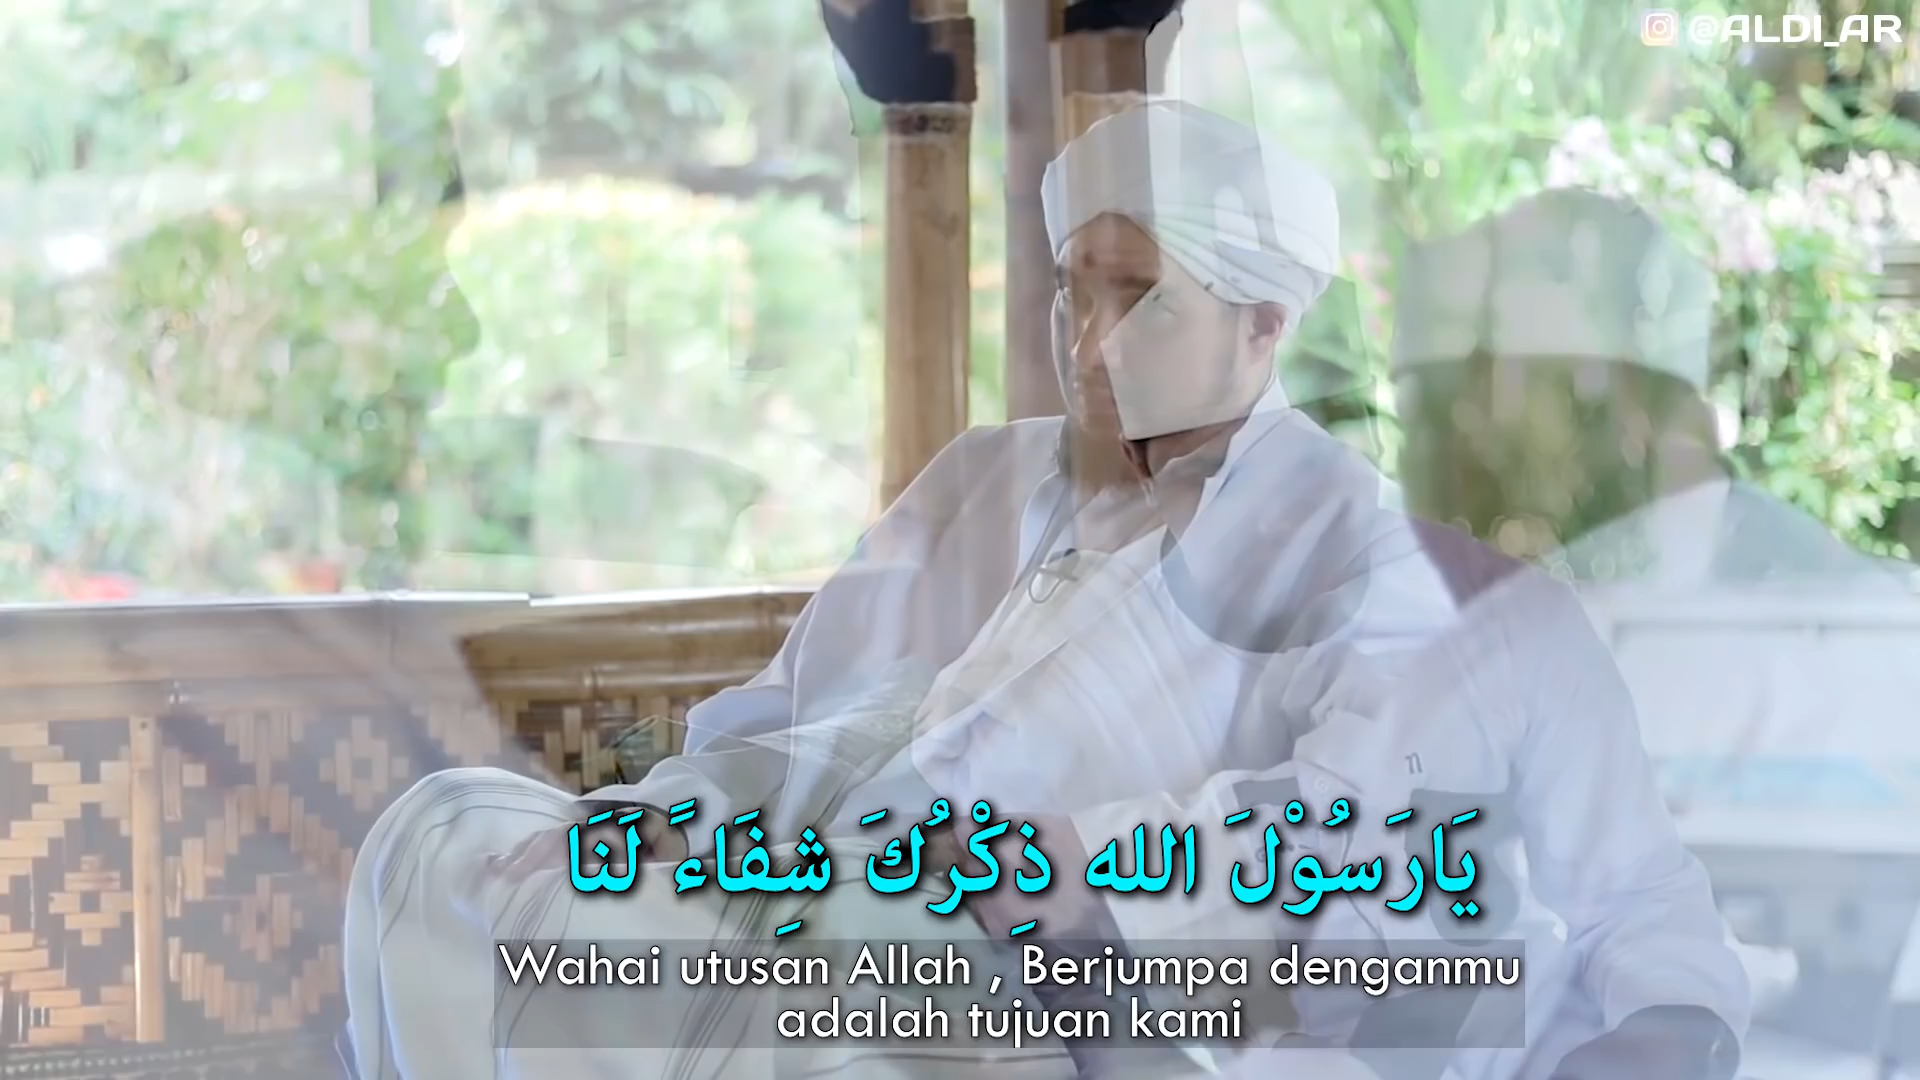 @ALDI_AR
يَارَسُوْلَ الله ذِكْرُكَ شِفَاءً لَنَا
Wahai utusan Allah , Berjumpa denganmu
adalah tujuan kami